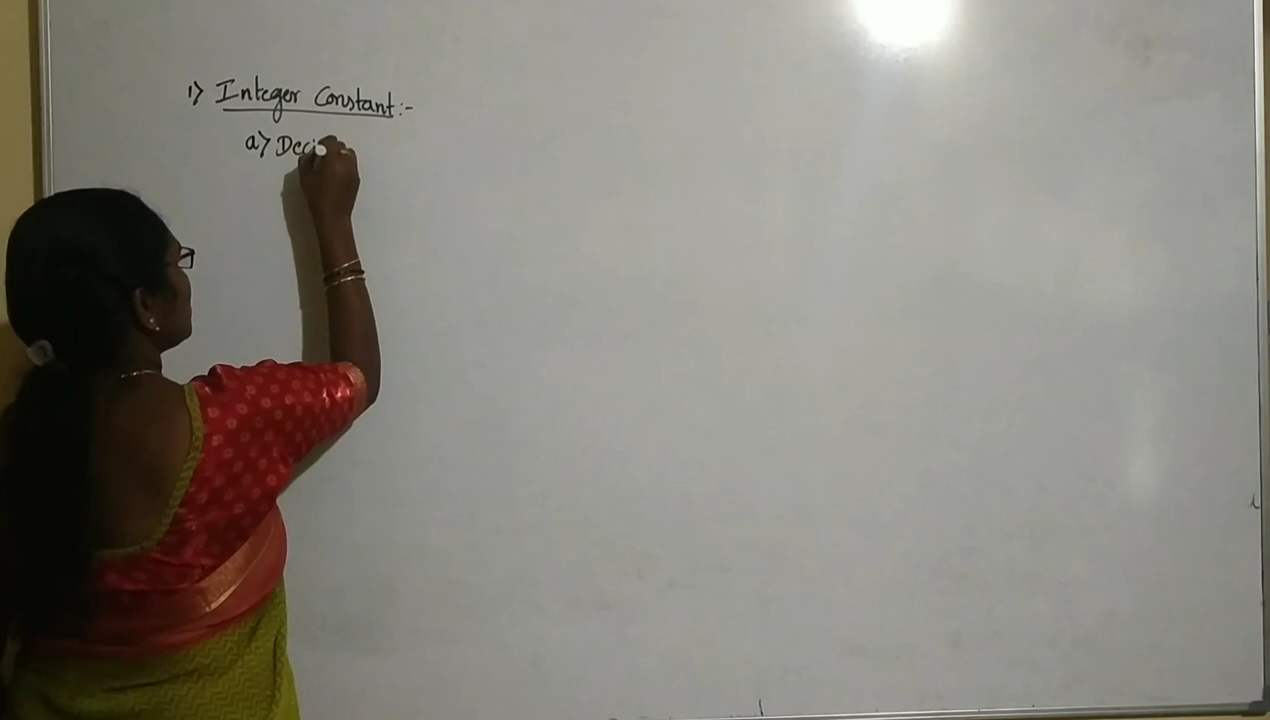 1) Integer Constant:-
a) Deci